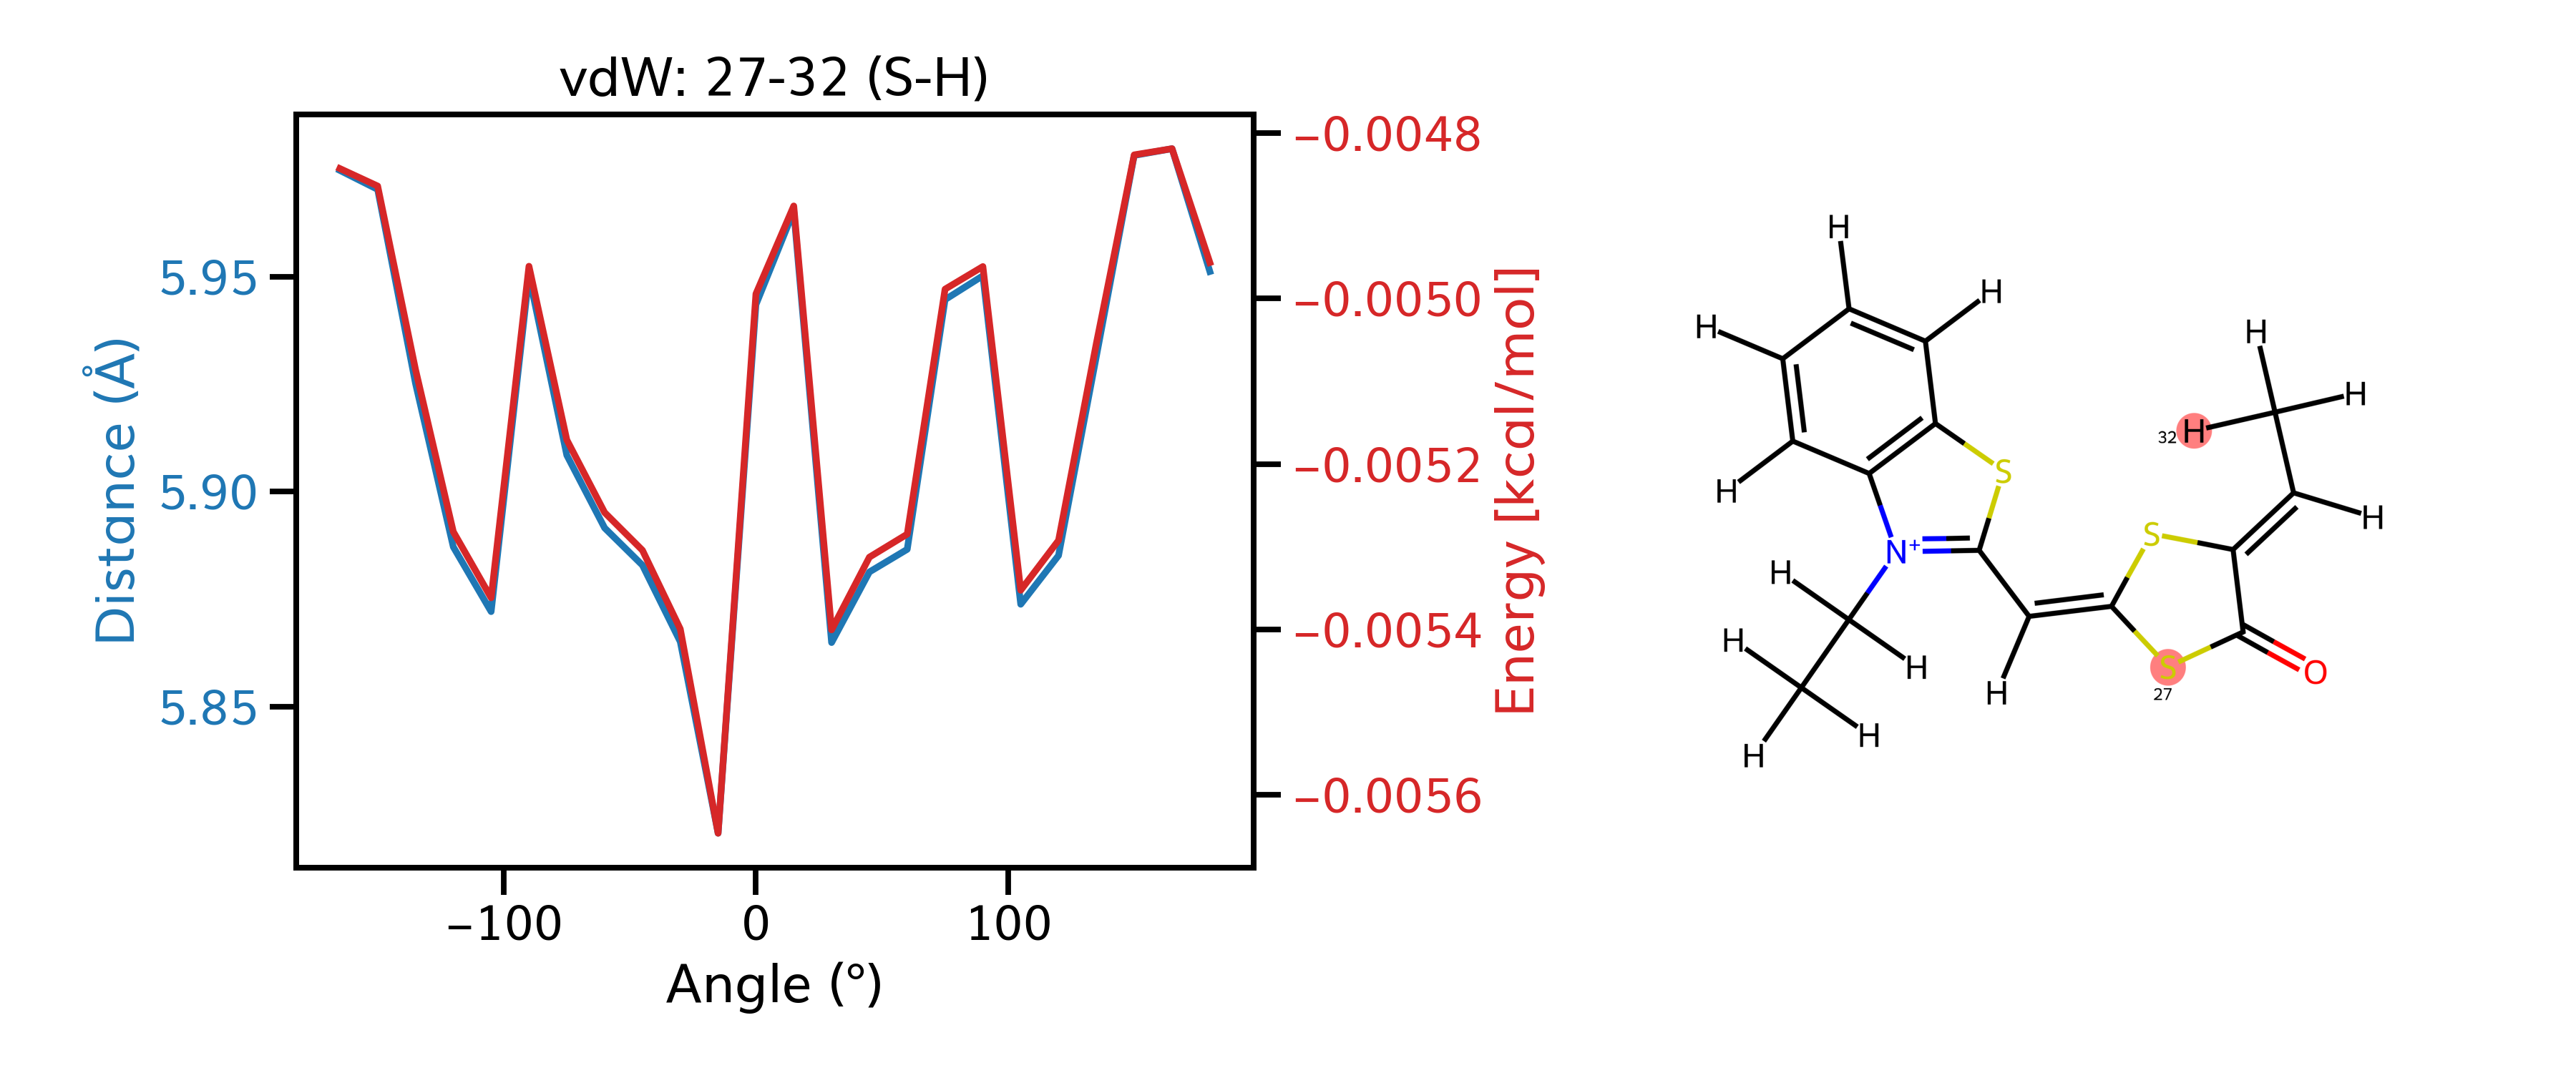 vdW: 27-32 (S-H)
Distance (Å)
5.95
5.90
5.85
−0.0048
−0.0050
−0.0052
−0.0054
−0.0056
Energy [kcal/mol]
−100
0
100
Angle (°)
H
H
H
H
H
H
32 H
S
H
S
H
N+
H
H
H
S
27
O
H
H
H